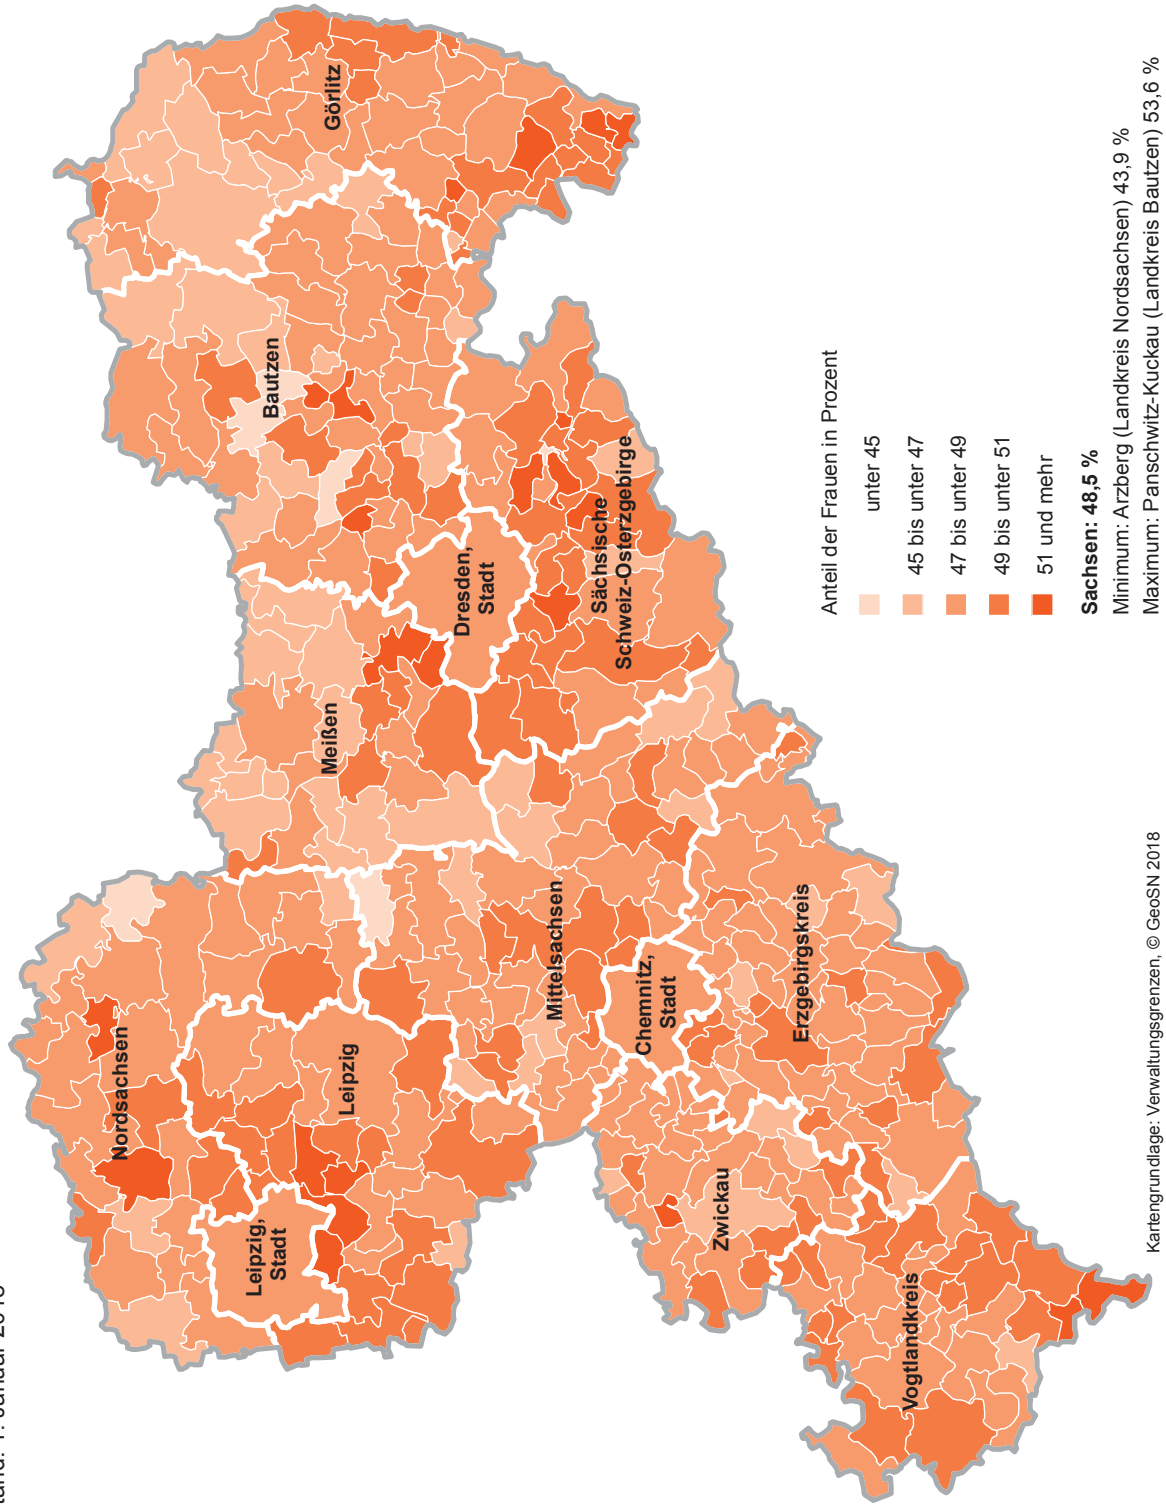 Nordsachsen
Leipzig,
Stadt
Leipzig
Meißen
Bautzen
Görlitz
Dresden,
Stadt
Sächsische
Schweiz-Osterzgebirge
Mittelsachsen
Chemnitz,
Stadt
Erzgebirgskreis
Zwickau
Vogtlandkreis
Anteil der Frauen in Prozent
unter 45
45 bis unter 47
47 bis unter 49
49 bis unter 51
51 und mehr
Sachsen: 48,5 %
Minimum: Arzberg (Landkreis Nordsachsen) 43,9 %
Maximum: Panschwitz-Kuckau (Landkreis Bautzen) 53,6 %
Kartengrundlage: Verwaltungsgrenzen, © GeoSN 2018